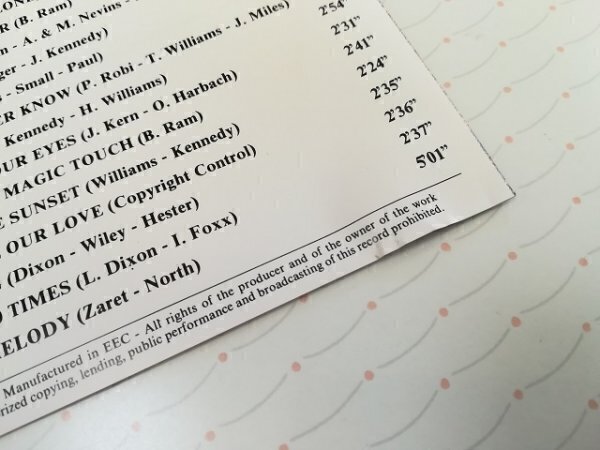 R (B. Ram)
n - A. & M. Nevins -
ger - J. Kennedy)
s - Small - Paul)
ER KNOW (P. Robi - T. Williams - J. Miles) 2'54"
Kennedy - H. Williams) 2'31"
OUR EYES (J. Kern - O. Harbach) 2'41"
MAGIC TOUCH (B. Ram) 2'24"
E SUNSET (Williams - Kennedy) 2'35"
OUR LOVE (Copyright Control) 2'36"
S (Dixon - Wiley - Hester) 2'37"
O TIMES (L. Dixon - I. Foxx) 5'01"
MELODY (Zaret - North)
Manufactured in EEC - All rights of the producer and of the owner of the work
rized copying, lending, public performance and broadcasting of this record prohibited.